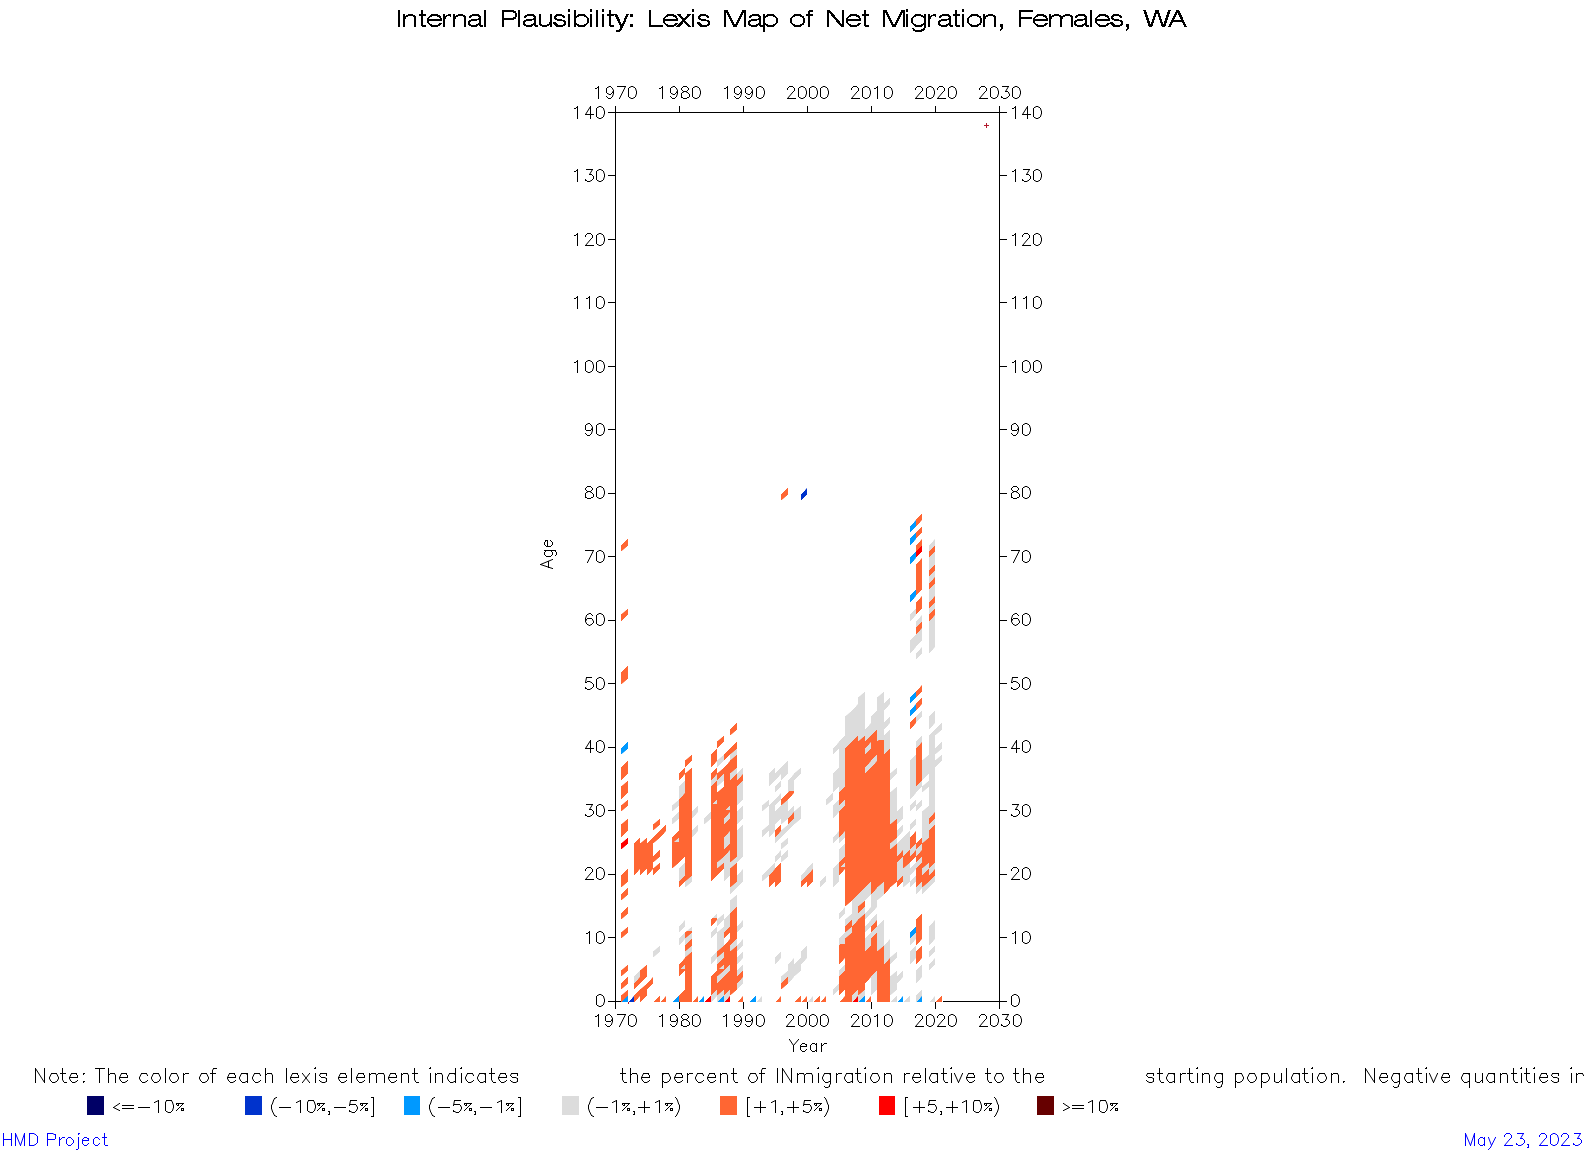 Internal Plausibility: Lexis Map of Net Migration, Females, WA
1970 1980 1990 2000 2010 2020 2030
140 140
130 130
120 120
110 110
100 100
90 90
80 80
Age
70 70
60 60
50 50
40 40
30 30
20 20
10 10
0 0
1970 1980 1990 2000 2010 2020 2030
Year
Note: The color of each lexis element indicates the percent of INmigration relative to the starting population. Negative quantities in
<=-10% (-10%,-5%] (-5%,-1%] (-1%,+1%) [+1,+5%) [+5,+10%) >=10%
HMD Project May 23, 2023